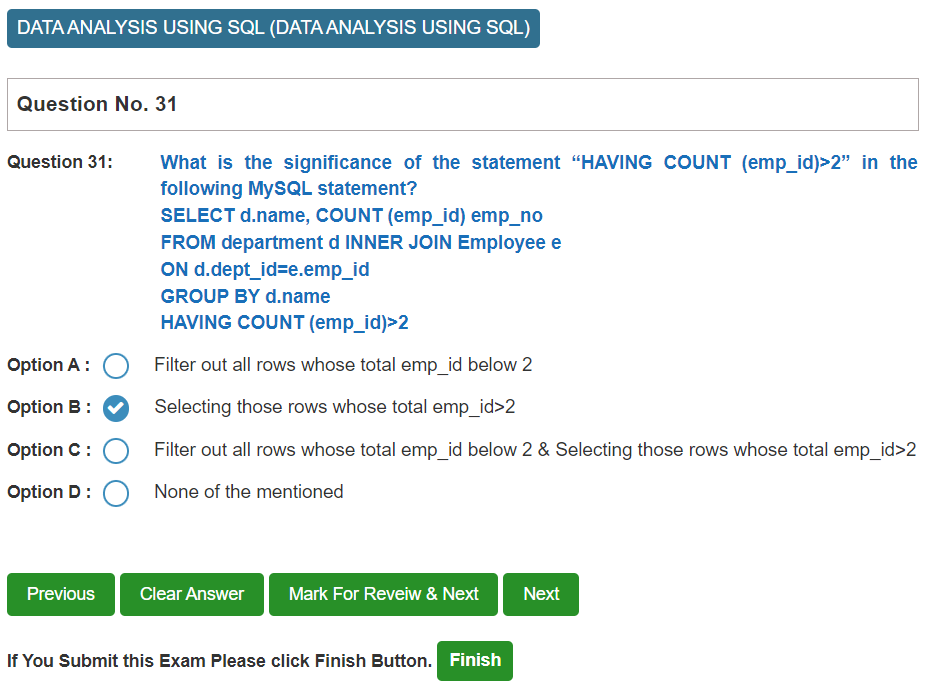 DATA ANALYSIS USING SQL (DATA ANALYSIS USING SQL)
Question No. 31
Question 31: What is the significance of the statement “HAVING COUNT (emp_id)>2” in the
following MySQL statement?
SELECT d.name, COUNT (emp_id) emp_no
FROM department d INNER JOIN Employee e
ON d.dept_id=e.emp_id
GROUP BY d.name
HAVING COUNT (emp_id)>2
Option A : Filter out all rows whose total emp_id below 2
Option B : Selecting those rows whose total emp_id>2
Option C : Filter out all rows whose total emp_id below 2 & Selecting those rows whose total emp_id>2
Option D : None of the mentioned
Previous Clear Answer Mark For Reveiw & Next Next
If You Submit this Exam Please click Finish Button. Finish